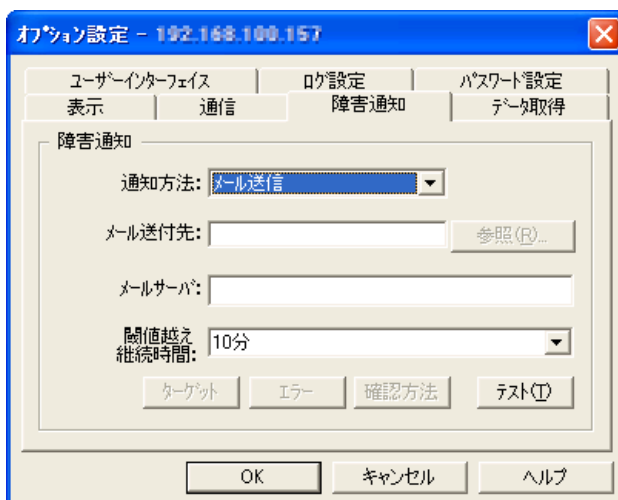 オプション設定 - 192.168.100.157
ユーザーインターフェイス ログ設定 パスワード設定
表示 通信 障害通知 データ取得
障害通知
通知方法: メール送信
メール送付先: 参照(R)...
メールサーバ:
閾値越え
継続時間: 10分
ターゲット エラー 確認方法 テスト(T)
OK キャンセル ヘルプ